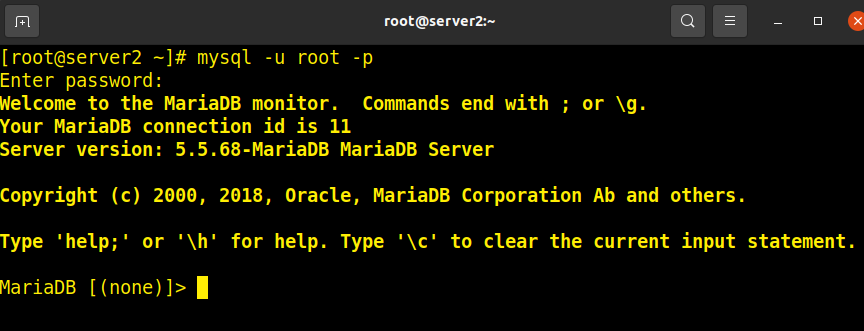 root@server2:~
[root@server2 ~]# mysql -u root -p
Enter password:
Welcome to the MariaDB monitor.  Commands end with ; or \g.
Your MariaDB connection id is 11
Server version: 5.5.68-MariaDB MariaDB Server
Copyright (c) 2000, 2018, Oracle, MariaDB Corporation Ab and others.
Type 'help;' or '\h' for help. Type '\c' to clear the current input statement.
MariaDB [(none)]>